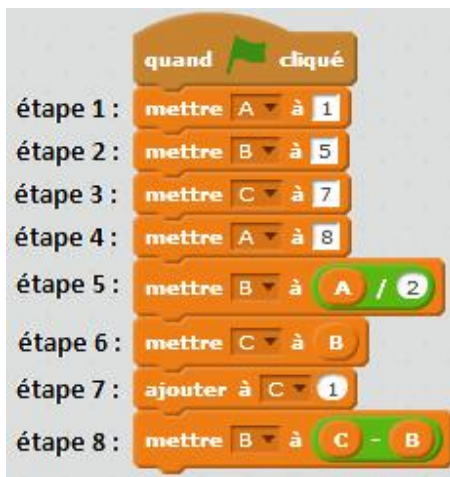 quand cliqué
étape 1 : mettre A à 1
étape 2 : mettre B à 5
étape 3 : mettre C à 7
étape 4 : mettre A à 8
étape 5 : mettre B à A / 2
étape 6 : mettre C à B
étape 7 : ajouter à C 1
étape 8 : mettre B à C - B